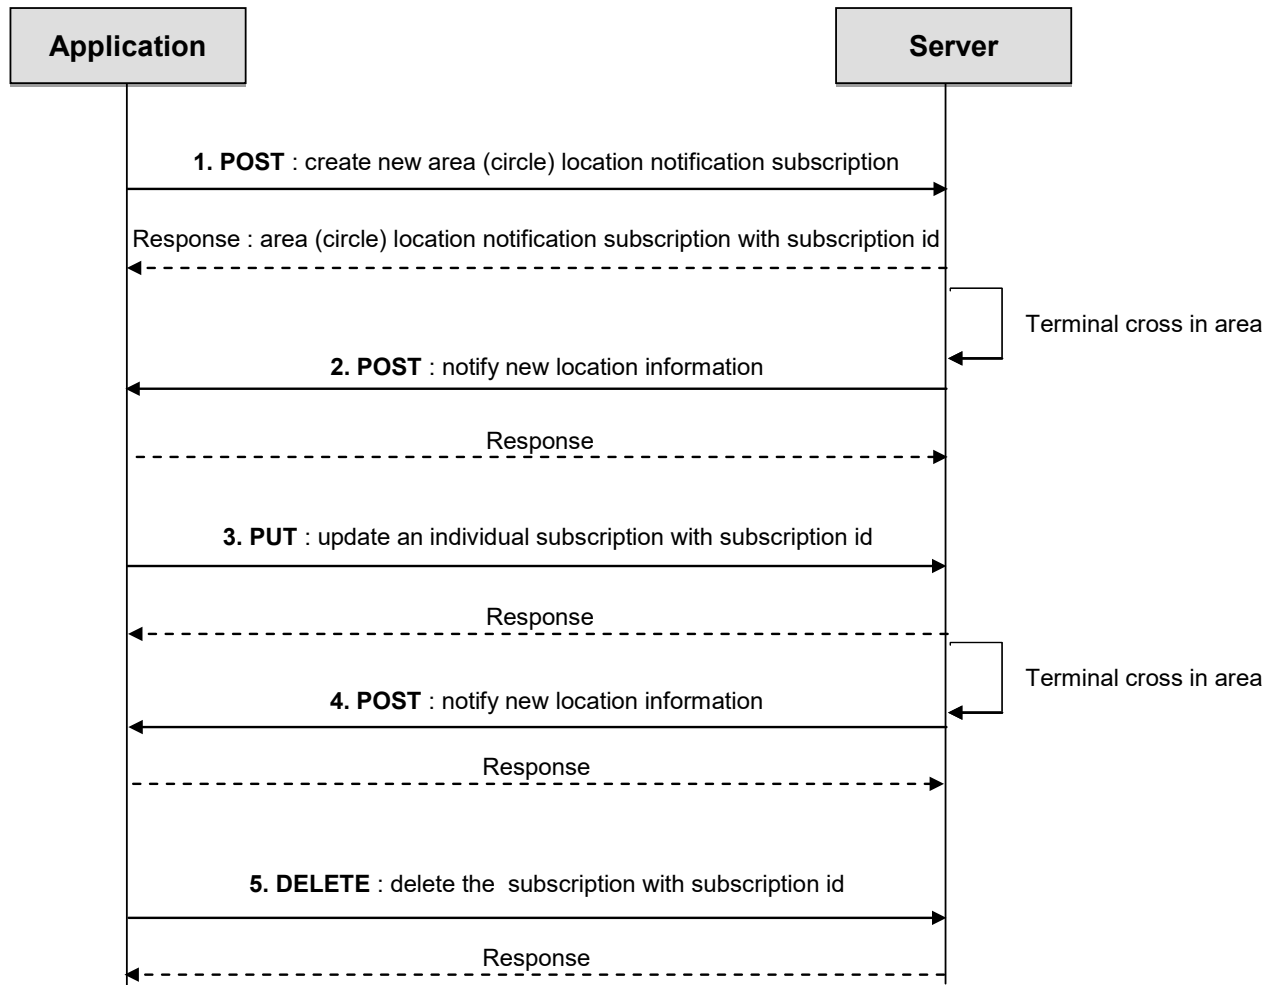 Application
Server
1. POST : create new area (circle) location notification subscription
Response : area (circle) location notification subscription with subscription id
Terminal cross in area
2. POST : notify new location information
Response
3. PUT : update an individual subscription with subscription id
Response
Terminal cross in area
4. POST : notify new location information
Response
5. DELETE : delete the  subscription with subscription id
Response